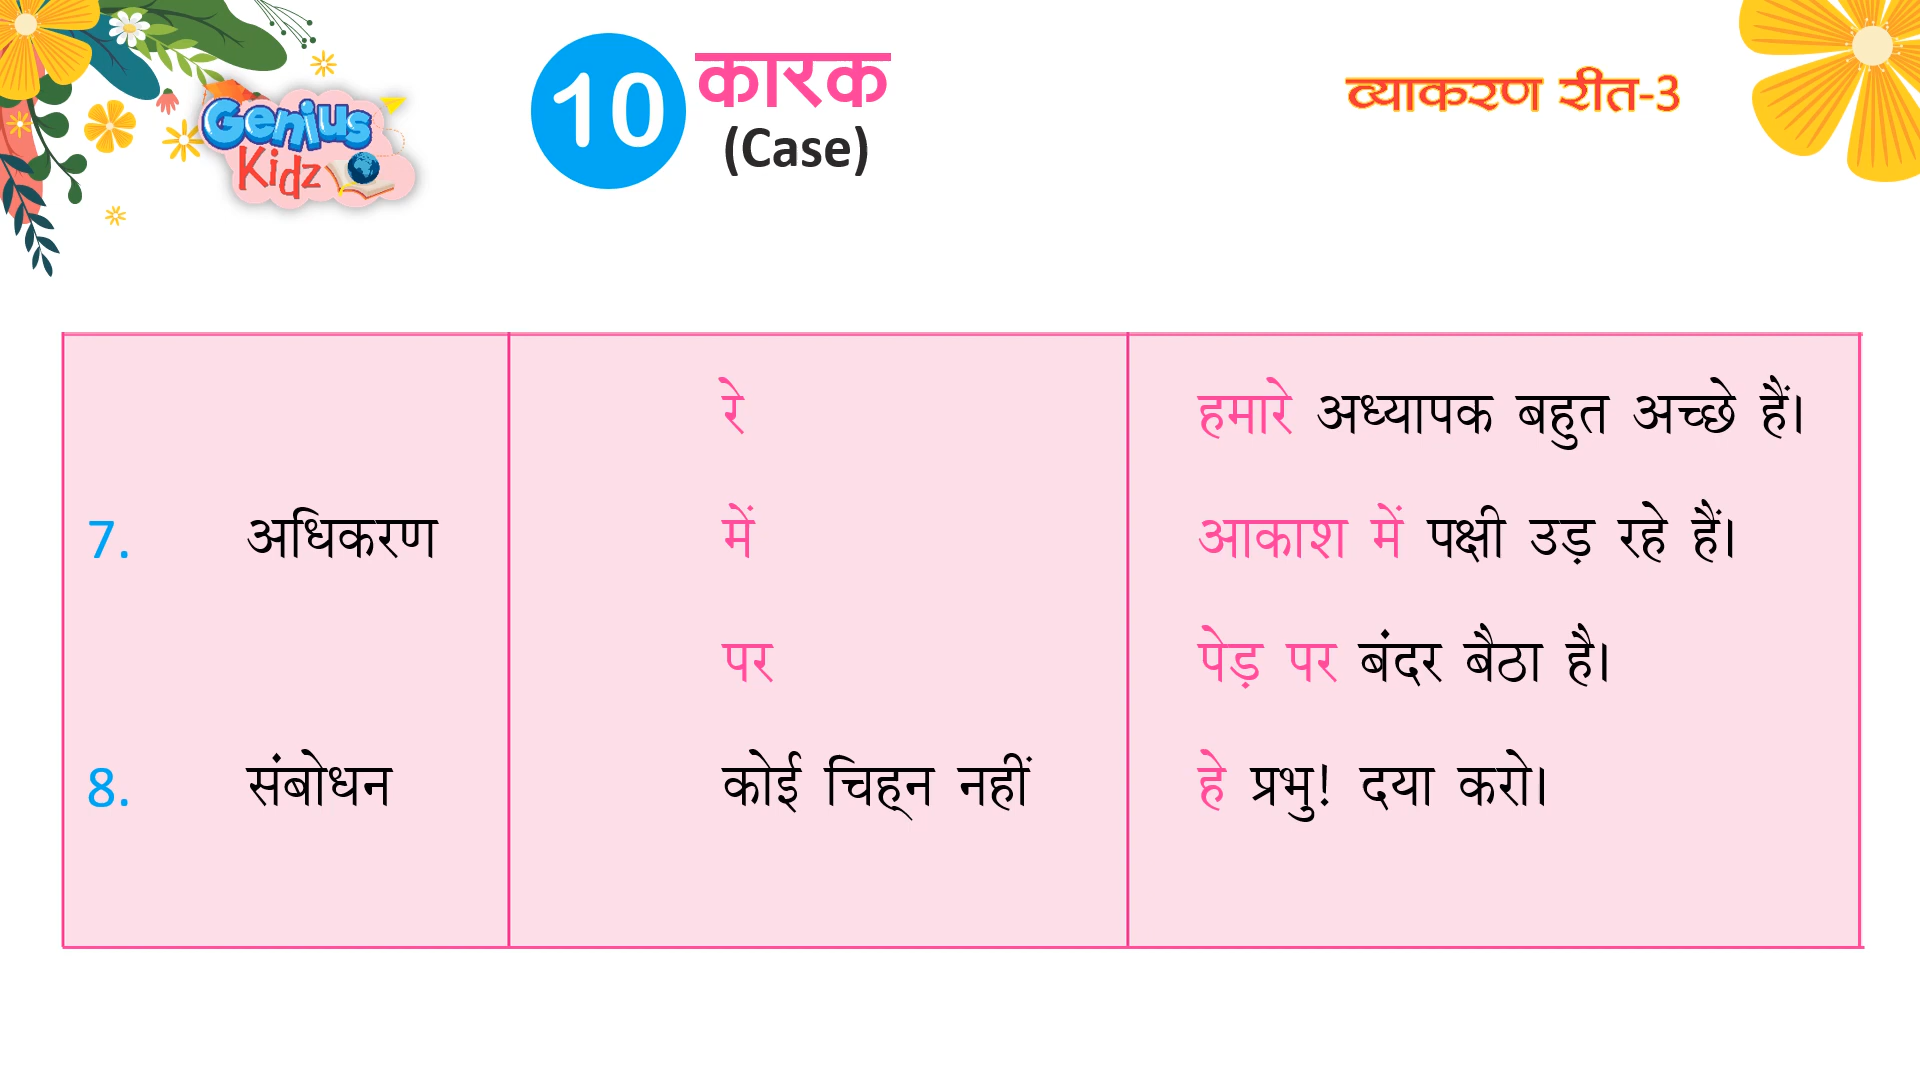 Genius
Kidz
10 कारक
(Case)
व्याकरण रीत-3
रे हमारे अध्यापक बहुत अच्छे हैं।
7. अधिकरण में आकाश में पक्षी उड़ रहे हैं।
पर पेड़ पर बंदर बैठा है।
8. संबोधन कोई चिह्‌न नहीं हे प्रभु! दया करो।